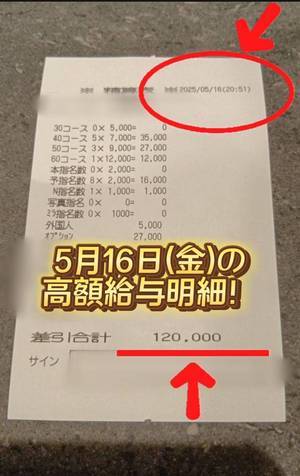 2025/05/16(20:51)
30コース 0× 5,000= 0
40コース 5× 7,000= 35,000
50コース 3× 9,000= 27,000
60コース 1×12,000= 12,000
本指名数 0× 2,000= 0
予指名数 8× 2,000= 16,000
N指名数 1× 1,000= 1,000
写真指名 0× 0= 0
ミラ指名 0× 1000= 0
外国人 5,000
オプション 27,000
5月16日(金)の
高額給与明細!
差引合計 120,000
サイン